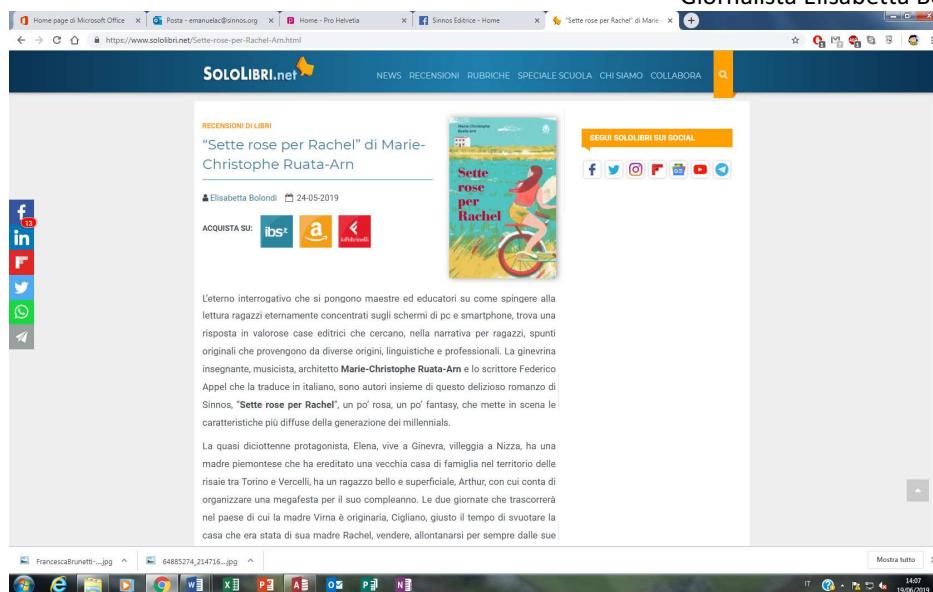 Giornalista Elisabetta
Home page di Microsoft Office
Posta - emanuelac@sinnos.org
Home - Pro Helvetia
Sinnos Editrice - Home
"Sette rose per Rachel" di Marie-
https://www.sololibri.net/Sette-rose-per-Rachel-Arn.html
SOLOLIBRI.net
NEWS RECENSIONI RUBRICHE SPECIALE SCUOLA CHI SIAMO COLLABORA
RECENSIONI DI LIBRI
"Sette rose per Rachel" di Marie-
Christophe Ruata-Arn
Elisabetta Bolondi 24-05-2019
ACQUISTA SU:
ibs
a
laFeltrinelli
Marie-Christophe
Ruata-Arn
Sette
rose
per
Rachel
SEGUI SOLOLIBRI SUI SOCIAL
13
L'eterno interrogativo che si pongono maestre ed educatori su come spingere alla
lettura ragazzi eternamente concentrati sugli schermi di pc e smartphone, trova una
risposta in valorose case editrici che cercano, nella narrativa per ragazzi, spunti
originali che provengono da diverse origini, linguistiche e professionali. La ginevrina
insegnante, musicista, architetto Marie-Christophe Ruata-Arn e lo scrittore Federico
Appel che la traduce in italiano, sono autori insieme di questo delizioso romanzo di
Sinnos, "Sette rose per Rachel", un po' rosa, un po' fantasy, che mette in scena le
caratteristiche più diffuse della generazione dei millennials.
La quasi diciottenne protagonista, Elena, vive a Ginevra, villeggia a Nizza, ha una
madre piemontese che ha ereditato una vecchia casa di famiglia nel territorio delle
risaie tra Torino e Vercelli, ha un ragazzo bello e superficiale, Arthur, con cui conta di
organizzare una megafesta per il suo compleanno. Le due giornate che trascorrerà
nel paese di cui la madre Virna è originaria, Cigliano, giusto il tempo di svuotare la
casa che era stata di sua madre Rachel, vendere, allontanarsi per sempre dalle sue
FrancescaBrunetti-....jpg
64885274_214716....jpg
Mostra tutto
IT
14:07
19/06/2019